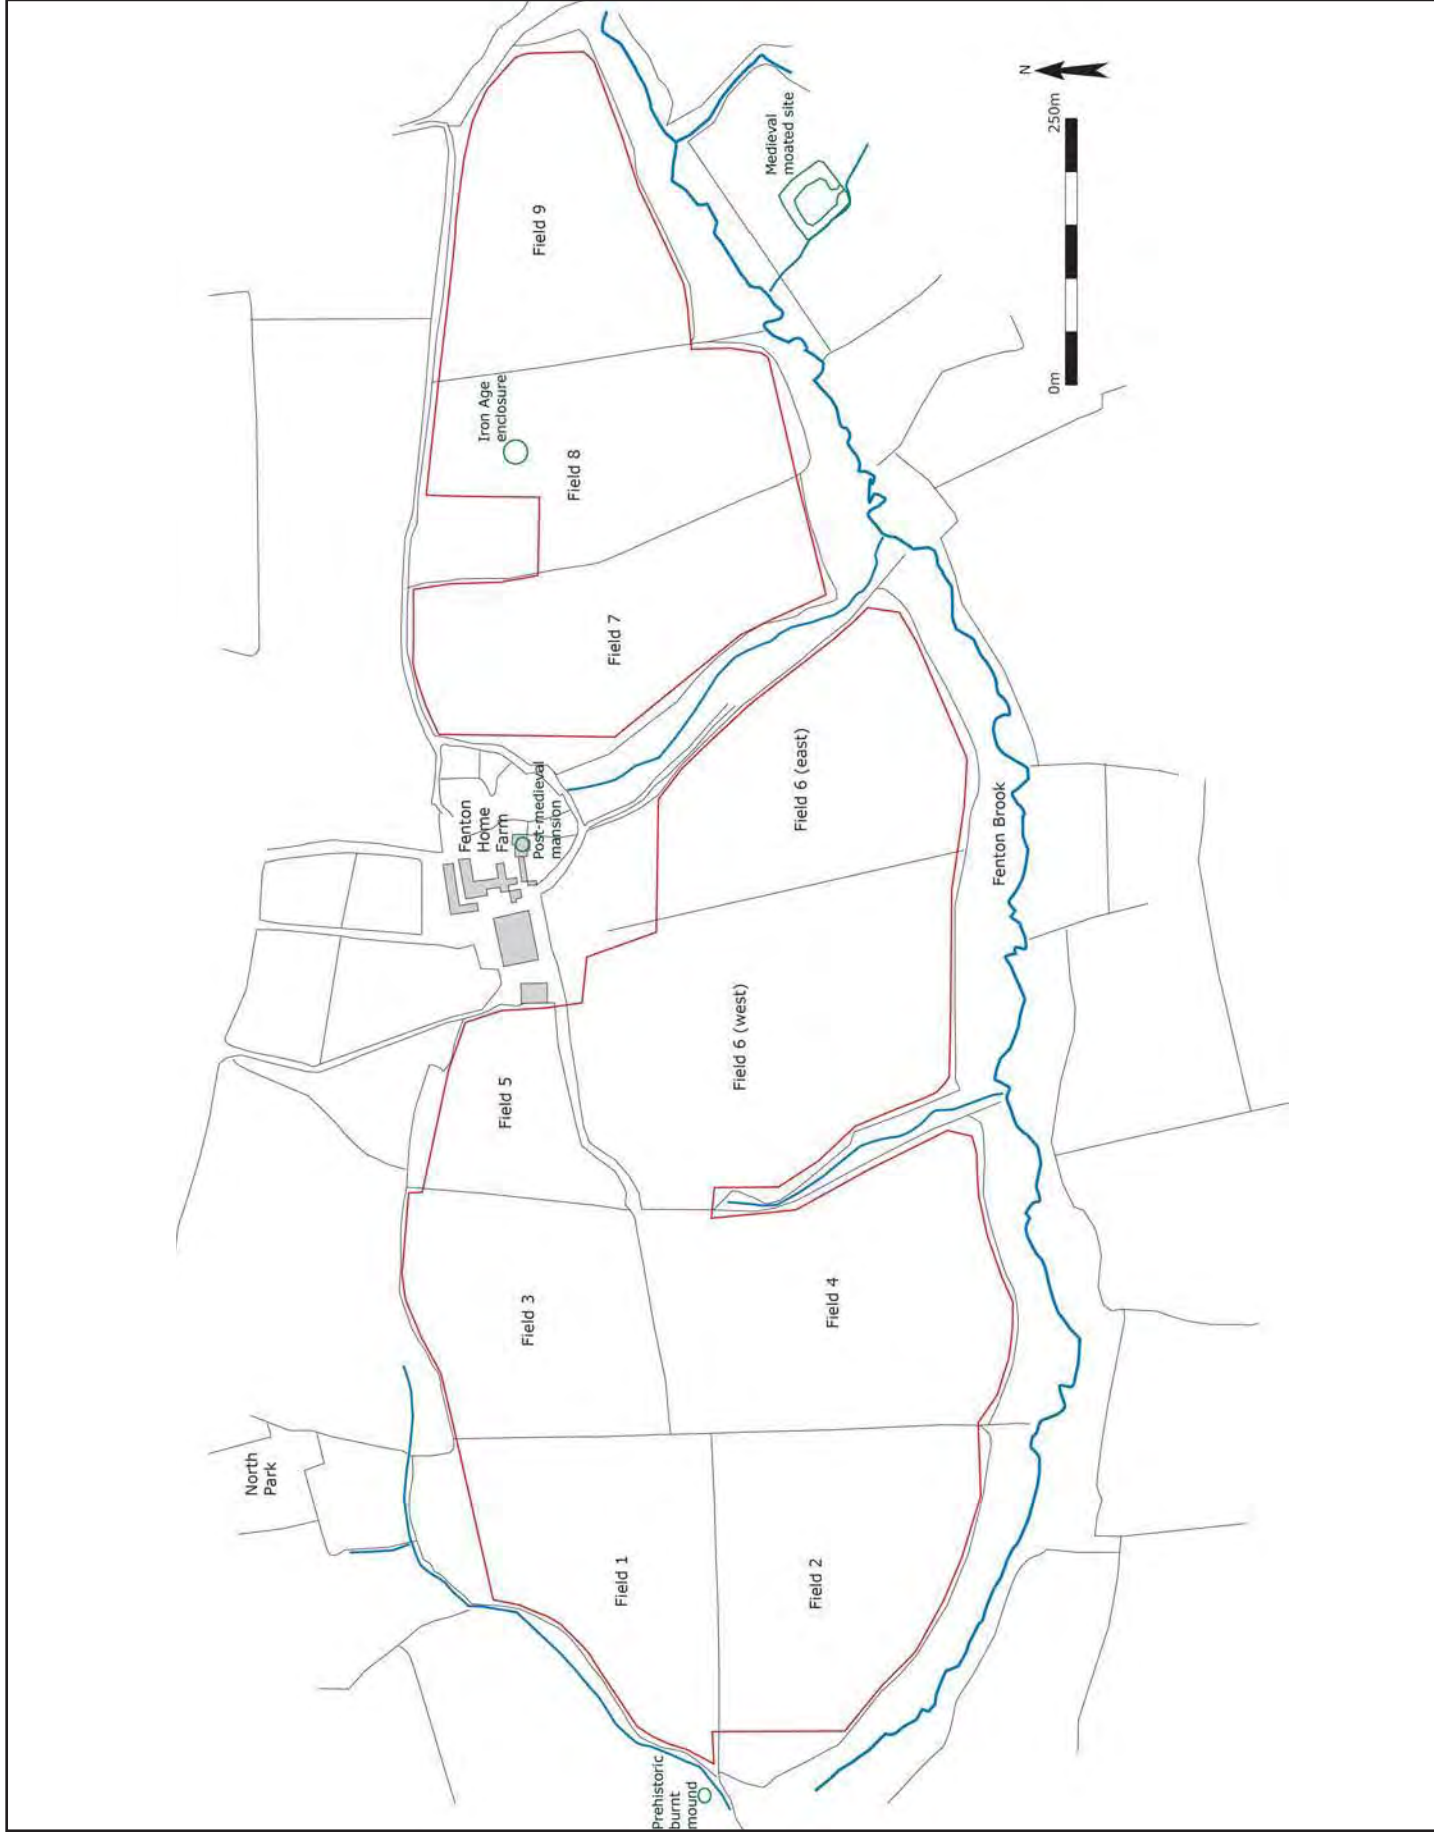 North
Park
Prehistoric
burnt
mound
Field 1
Field 2
Field 3
Field 4
Field 5
Field 6 (west)
Field 6 (east)
Fenton
Home
Farm
Post-medieval
mansion
Fenton Brook
Field 7
Field 8
Iron Age
enclosure
Field 9
Medieval
moated site
0m
250m
N